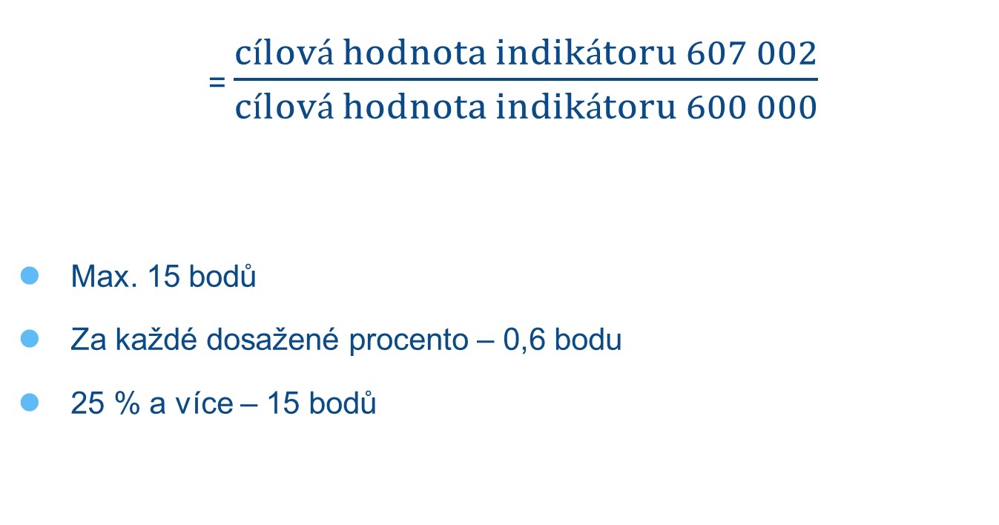 = cílová hodnota indikátoru 607 002
cílová hodnota indikátoru 600 000
Max. 15 bodů
Za každé dosažené procento – 0,6 bodu
25 % a více – 15 bodů